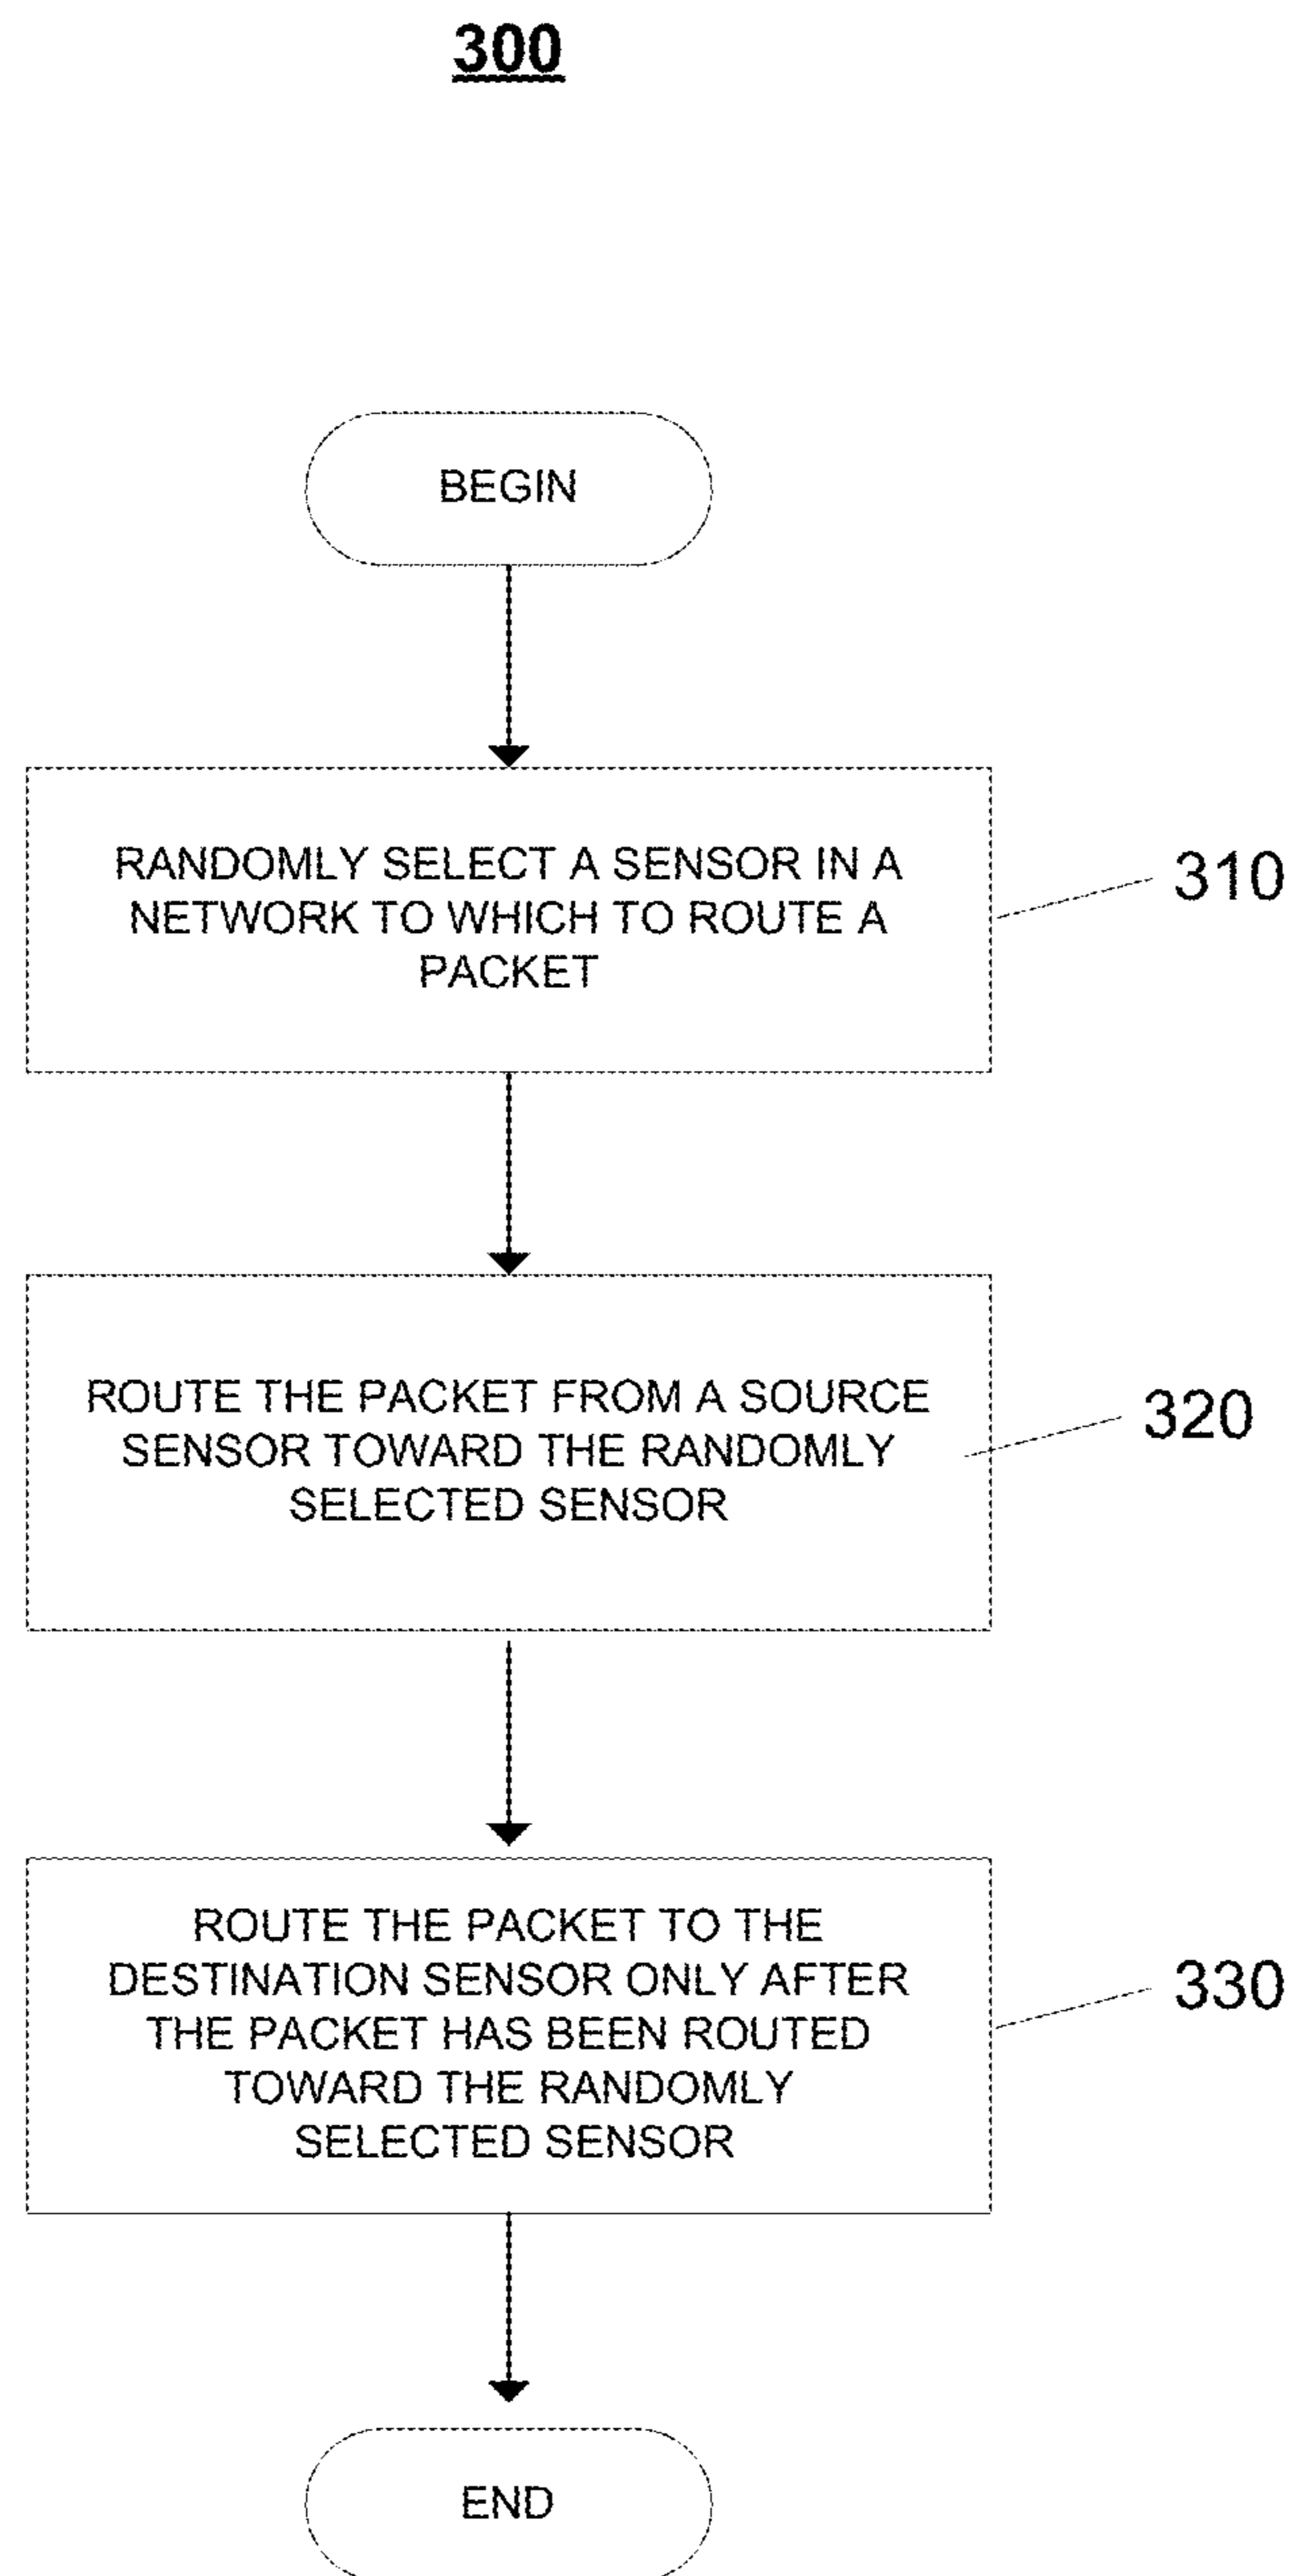 300
BEGIN
RANDOMLY SELECT A SENSOR IN A
NETWORK TO WHICH TO ROUTE A
PACKET
310
ROUTE THE PACKET FROM A SOURCE
SENSOR TOWARD THE RANDOMLY
SELECTED SENSOR
320
ROUTE THE PACKET TO THE
DESTINATION SENSOR ONLY AFTER
THE PACKET HAS BEEN ROUTED
TOWARD THE RANDOMLY
SELECTED SENSOR
330
END